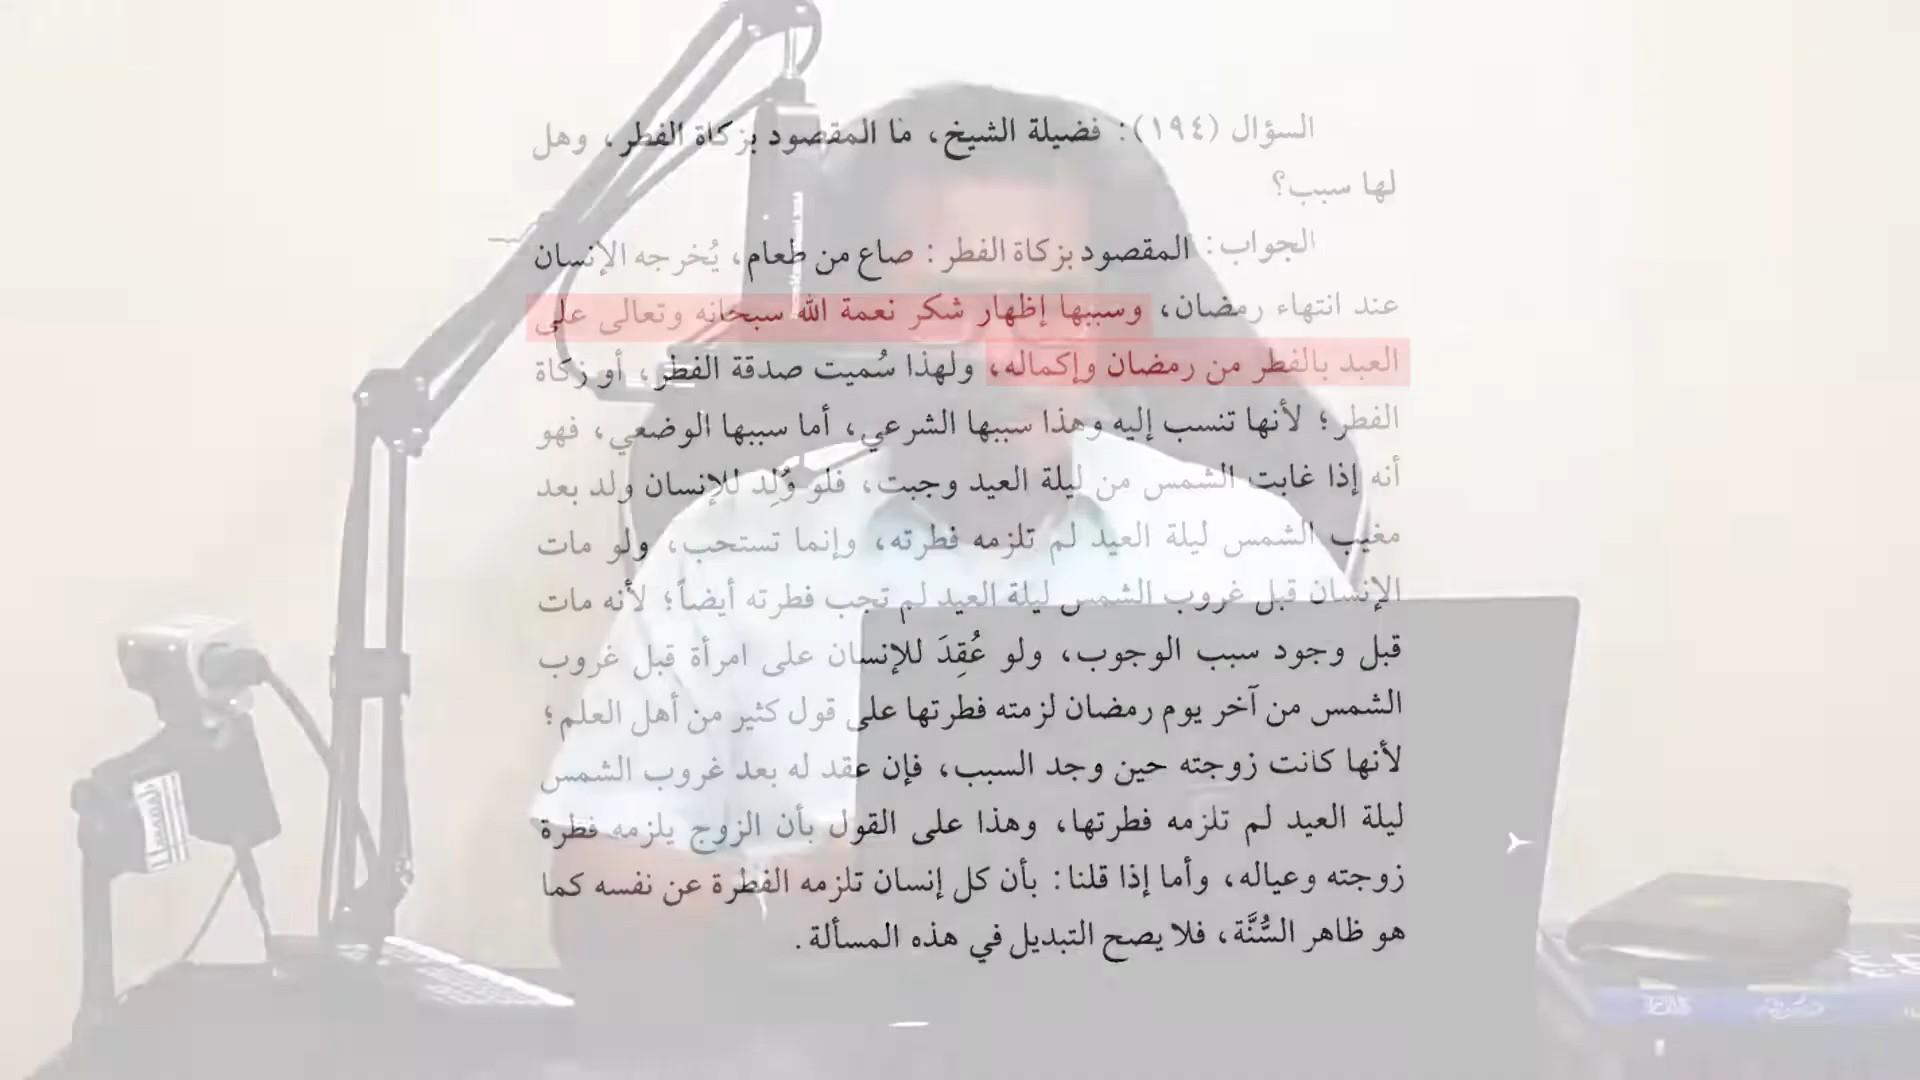 السؤال (١٩٤): فضيلة الشيخ، ما المقصود بزكاة الفطر، وهل
لها سبب؟
الجواب: المقصود بزكاة الفطر: صاع من طعام، يُخرجه الإنسان
عند انتهاء رمضان، وسببها إظهار شكر نعمة الله سبحانه وتعالى على
العبد بالفطر من رمضان وإكماله، ولهذا سُميت صدقة الفطر، أو زكاة
الفطر؛ لأنها تنسب إليه وهذا سببها الشرعي، أما سببها الوضعي، فهو
أنه إذا غابت الشمس من ليلة العيد وجبت، فلو وُلِد للإنسان ولد بعد
مغيب الشمس ليلة العيد لم تلزمه فطرته، وإنما تستحب، ولو مات
الإنسان قبل غروب الشمس ليلة العيد لم تجب فطرته أيضاً؛ لأنه مات
قبل وجود سبب الوجوب، ولو عُقِدَ للإنسان على امرأة قبل غروب
الشمس من آخر يوم رمضان لزمته فطرتها على قول كثير من أهل العلم؛
لأنها كانت زوجته حين وجد السبب، فإن عقد له بعد غروب الشمس
ليلة العيد لم تلزمه فطرتها، وهذا على القول بأن الزوج يلزمه فطرة
زوجته وعياله، وأما إذا قلنا: بأن كل إنسان تلزمه الفطرة عن نفسه كما
هو ظاهر السُّنَّة، فلا يصح التبديل في هذه المسألة.